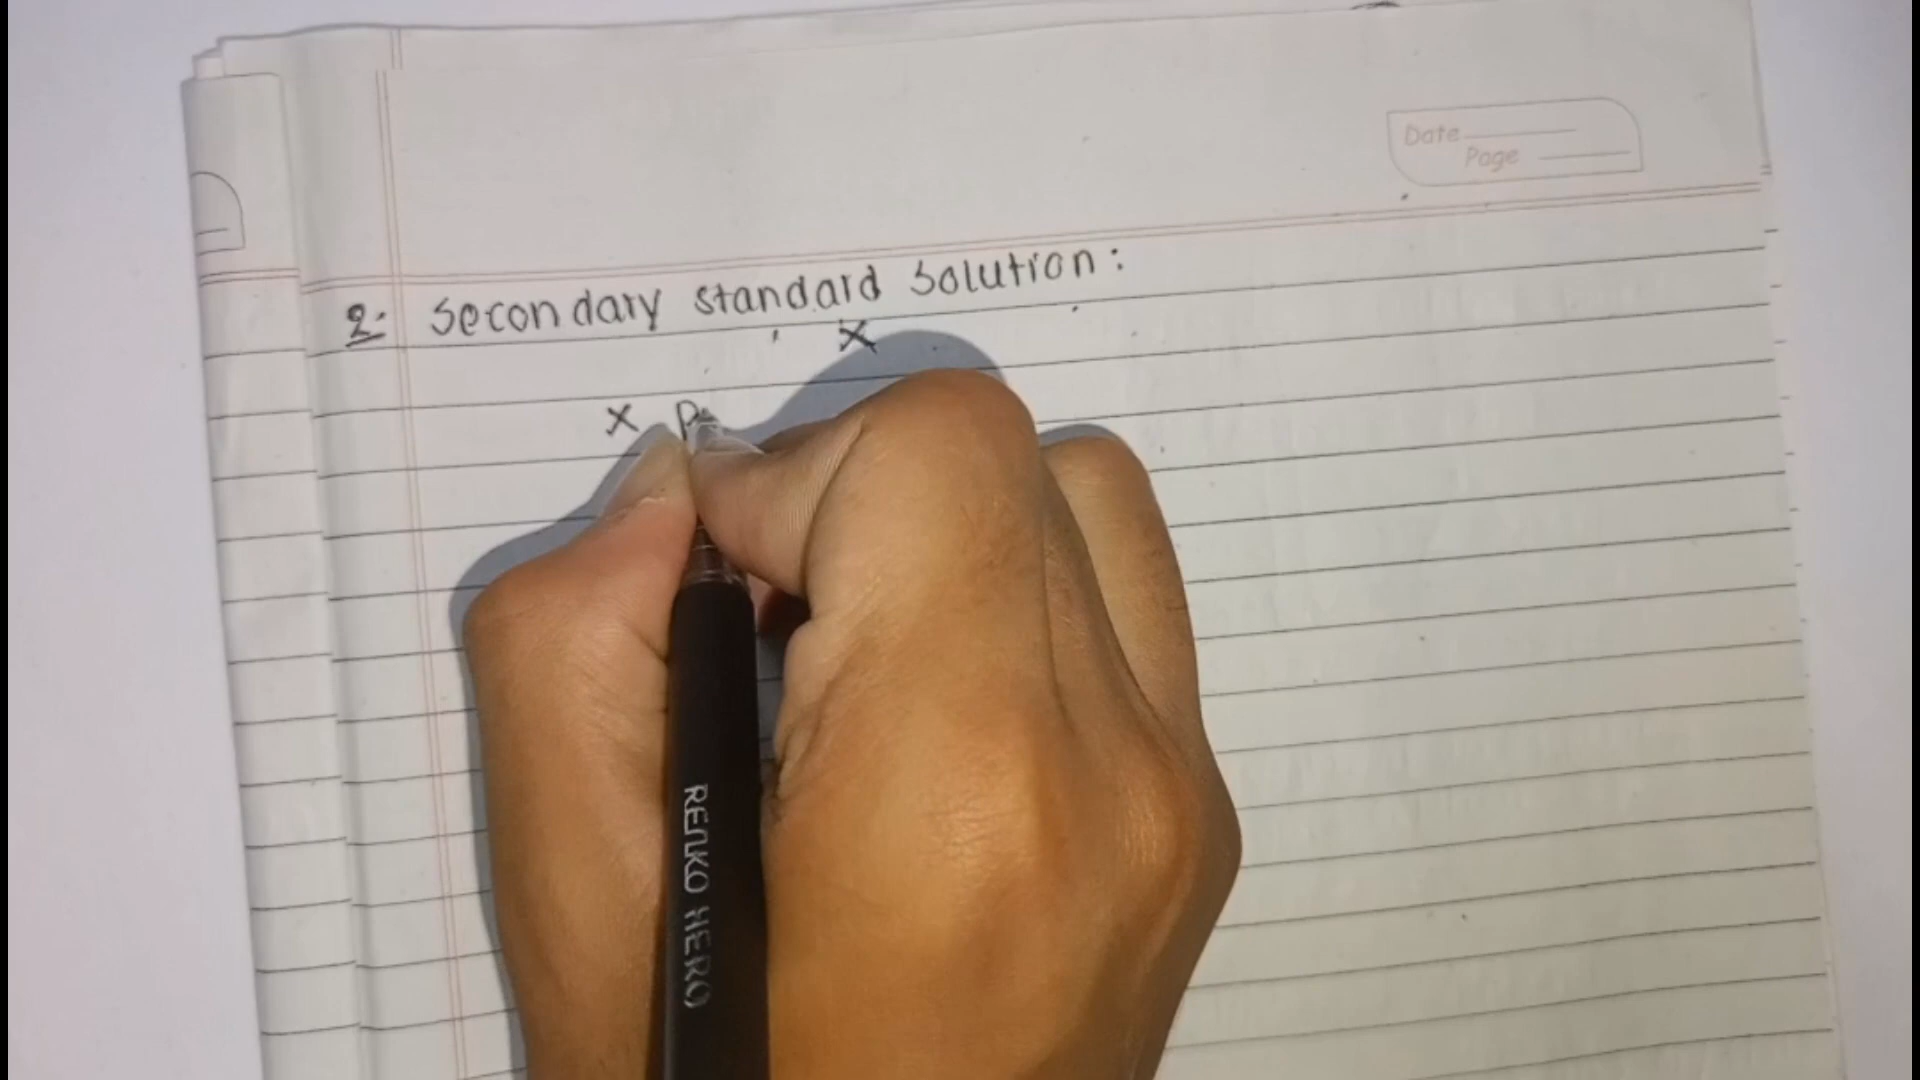 Date
Page
2. Secondary standard Solution:
x
x
RENKO HERO